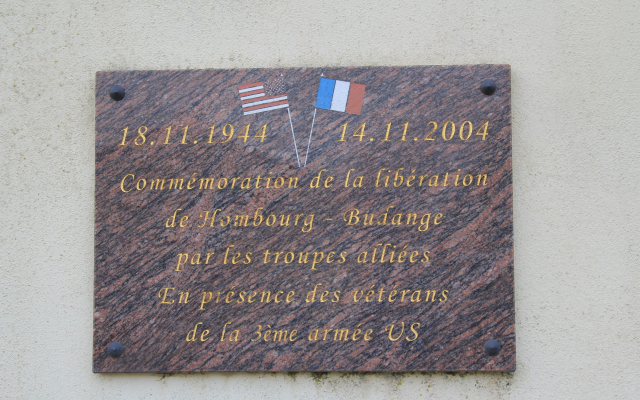 18.11.1944 14.11.2004
Commémoration de la libération
de Hombourg - Budange
par les troupes alliées
En présence des vétérans
de la 3ème armée US